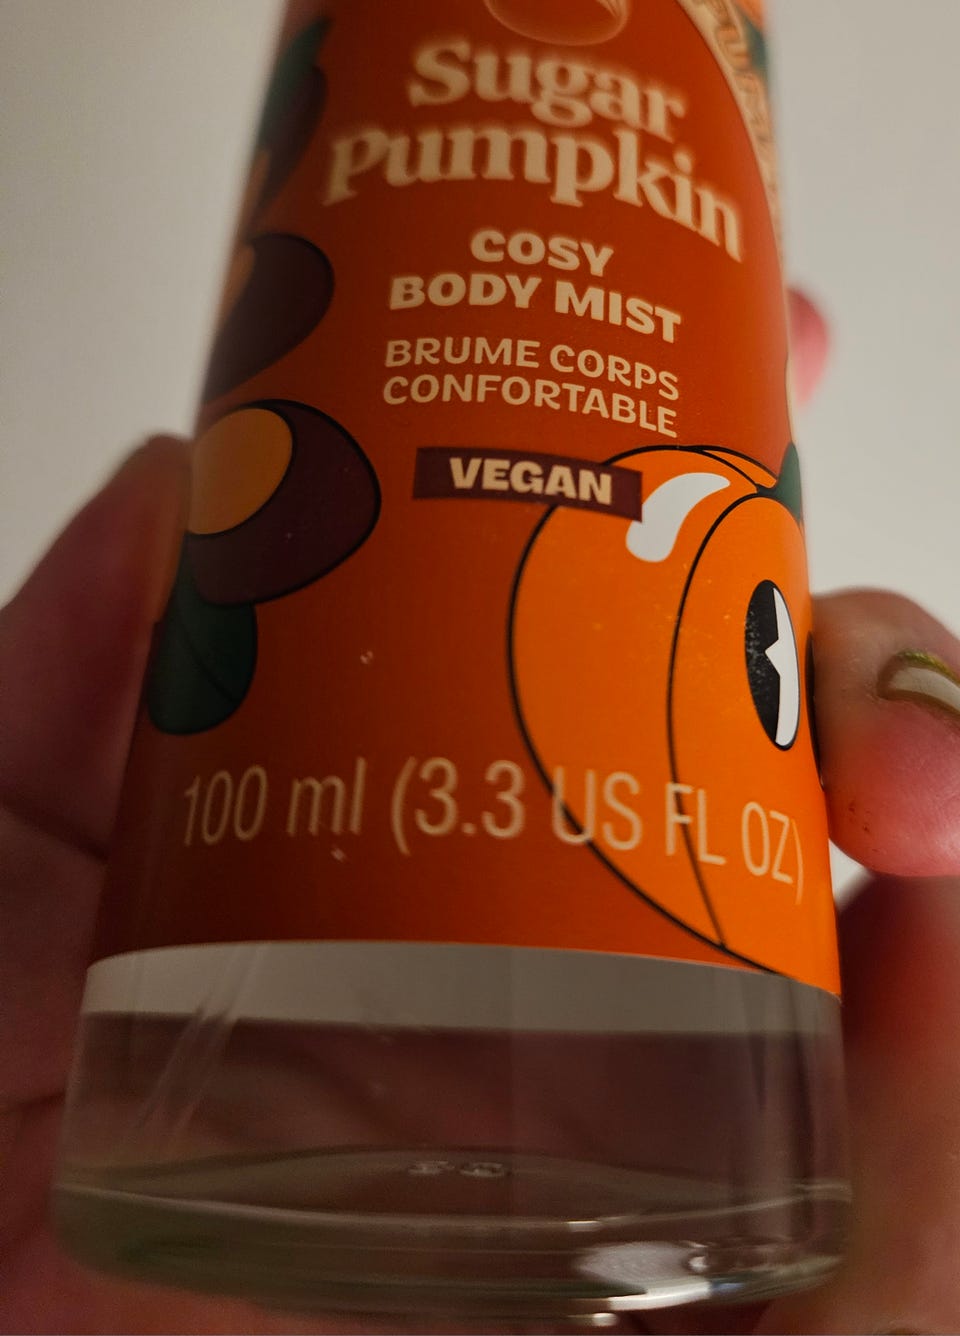 Sugar
Pumpkin
COSY
BODY MIST
BRUME CORPS
CONFORTABLE
VEGAN
100 ml (3.3 US FL OZ)